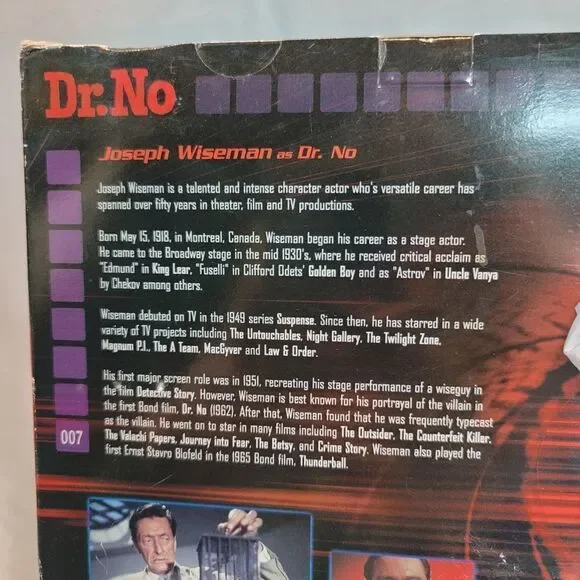 Dr. No
Joseph Wiseman as Dr. No
Joseph Wiseman is a talented and intense character actor who's versatile career has
spanned over fifty years in theater, film and TV productions.
Born May 15, 1918, in Montreal, Canada, Wiseman began his career as a stage actor.
He came to the Broadway stage in the mid 1930's, where he received critical acclaim as
"Edmund" in King Lear, "Fuselli" in Clifford Odets' Golden Boy and as "Astrov" in Uncle Vanya
by Chekov among others.
Wiseman debuted on TV in the 1949 series Suspense. Since then, he has starred in a wide
variety of TV projects including The Untouchables, Night Gallery, The Twilight Zone,
Magnum P.I., The A Team, MacGyver and Law & Order.
His first major screen role was in 1951, recreating his stage performance of a wiseguy in
the film Detective Story. However, Wiseman is best known for his portrayal of the villain in
the first Bond film, Dr. No (1962). After that, Wiseman found that he was frequently typecast
as the villain. He went on to star in many films including The Outsider, The Counterfeit Killer,
The Valachi Papers, Journey into Fear, The Betsy, and Crime Story. Wiseman also played the
first Ernst Stavro Blofeld in the 1965 Bond film, Thunderball.
007